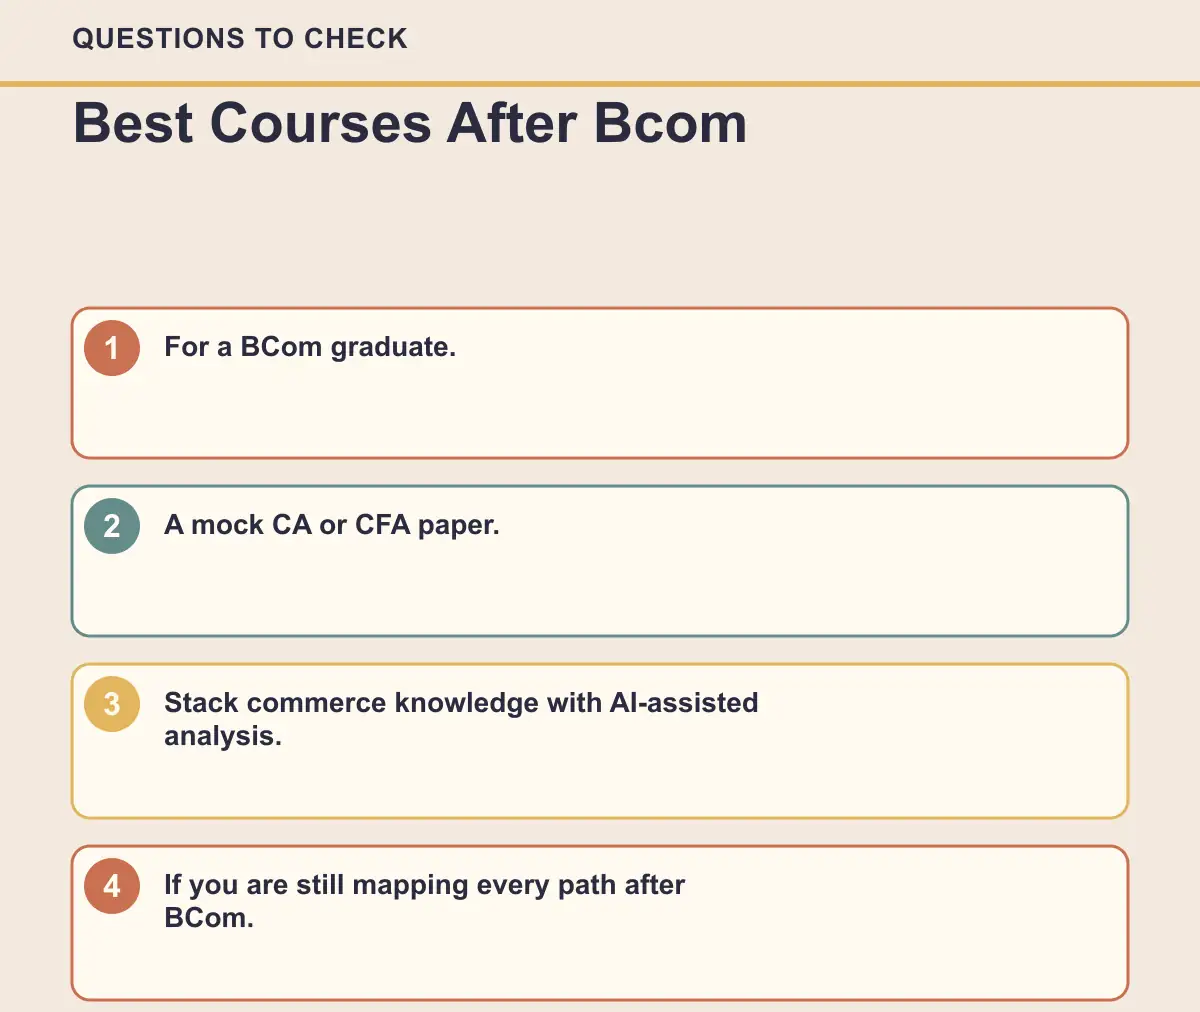 QUESTIONS TO CHECK
Best Courses After Bcom
1
For a BCom graduate.
2
A mock CA or CFA paper.
3
Stack commerce knowledge with AI-assisted
analysis.
4
If you are still mapping every path after
BCom.